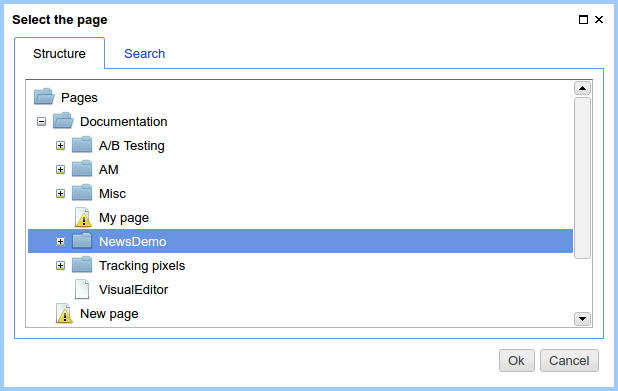 Select the page
Structure Search
Pages
Documentation
A/B Testing
AM
Misc
My page
NewsDemo
Tracking pixels
VisualEditor
New page
Ok Cancel